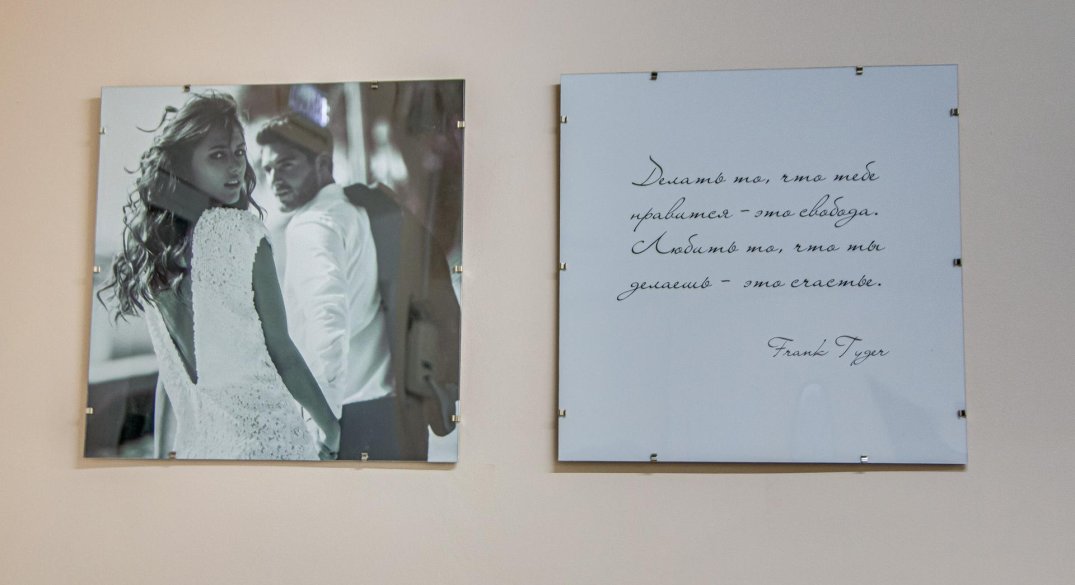 Делать то, что тебе
нравится - это свобода.
Любить то, что ты
делаешь - это счастье.
Frank Tyger